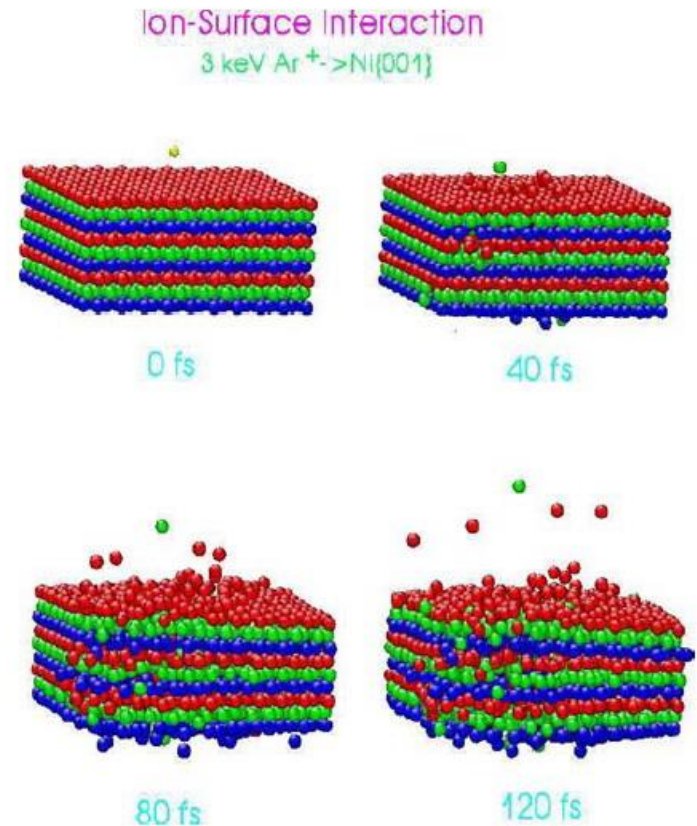 Ion-Surface Interaction
3 keV Ar⁺->Ni{001}
0 fs
40 fs
80 fs
120 fs